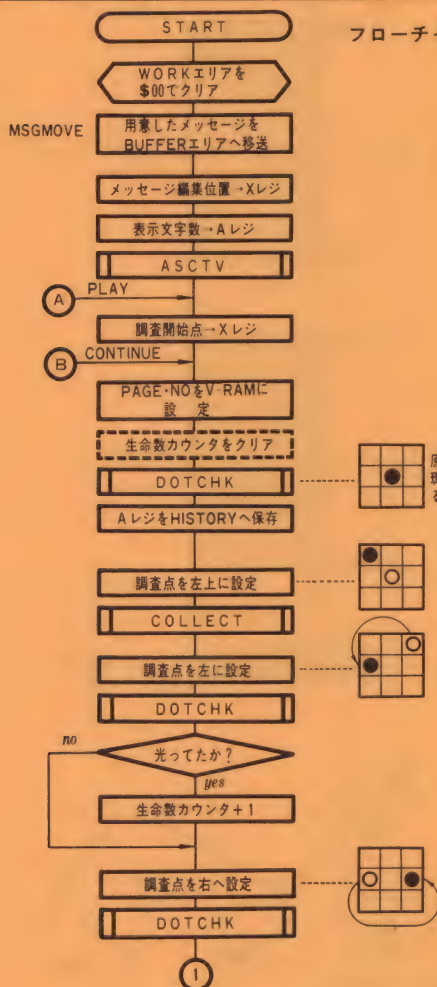 START
フローチ
WORKエリアを
$00でクリア
MSGMOVE
用意したメッセージを
BUFFERエリアへ移送
メッセージ編集位置→Xレジ
表示文字数→Aレジ
ASCTV
A
PLAY
調査開始点→Xレジ
B
CONTINUE
PAGE・NOをV-RAMに
設定
生命数カウンタをクリア
DOTCHK
AレジをHISTORYへ保存
調査点を左上に設定
COLLECT
調査点を左に設定
DOTCHK
no
光ってたか?
yes
生命数カウンタ+1
調査点を右へ設定
DOTCHK
1